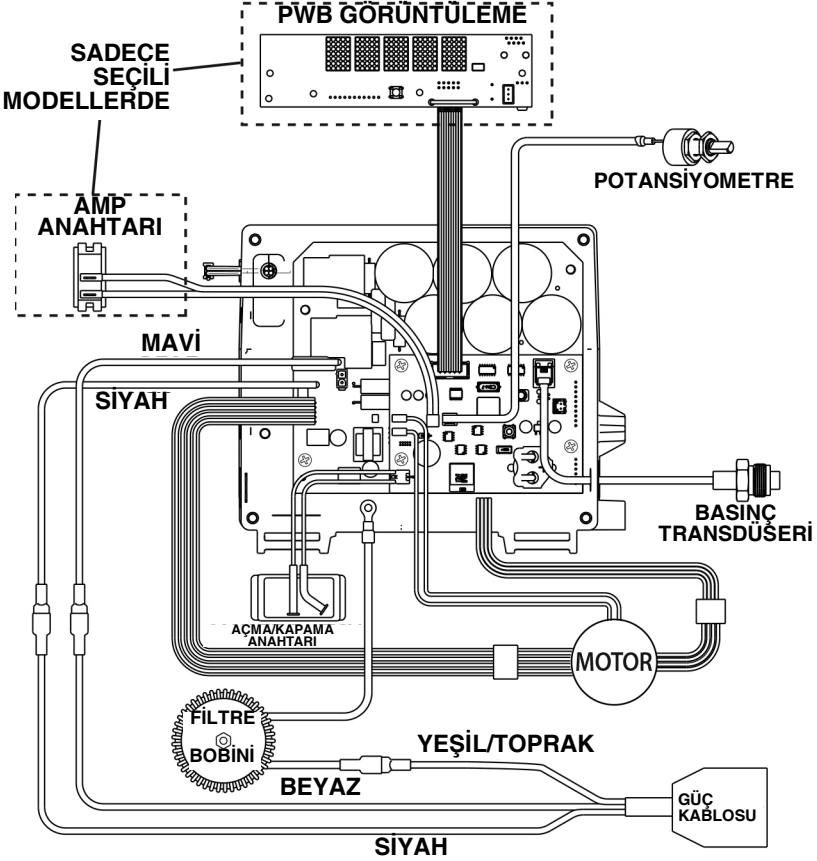 PWB GÖRÜNTÜLEME
SADECE
SEÇİLİ
MODELLERDE
POTANSİYOMETRE
AMP
ANAHTARI
MAVİ
SİYAH
BASINÇ
TRANSDÜSERİ
AÇMA/KAPAMA
ANAHTARI
MOTOR
FİLTRE
BOBİNİ
YEŞİL/TOPRAK
BEYAZ
GÜÇ
KABLOSU
SİYAH